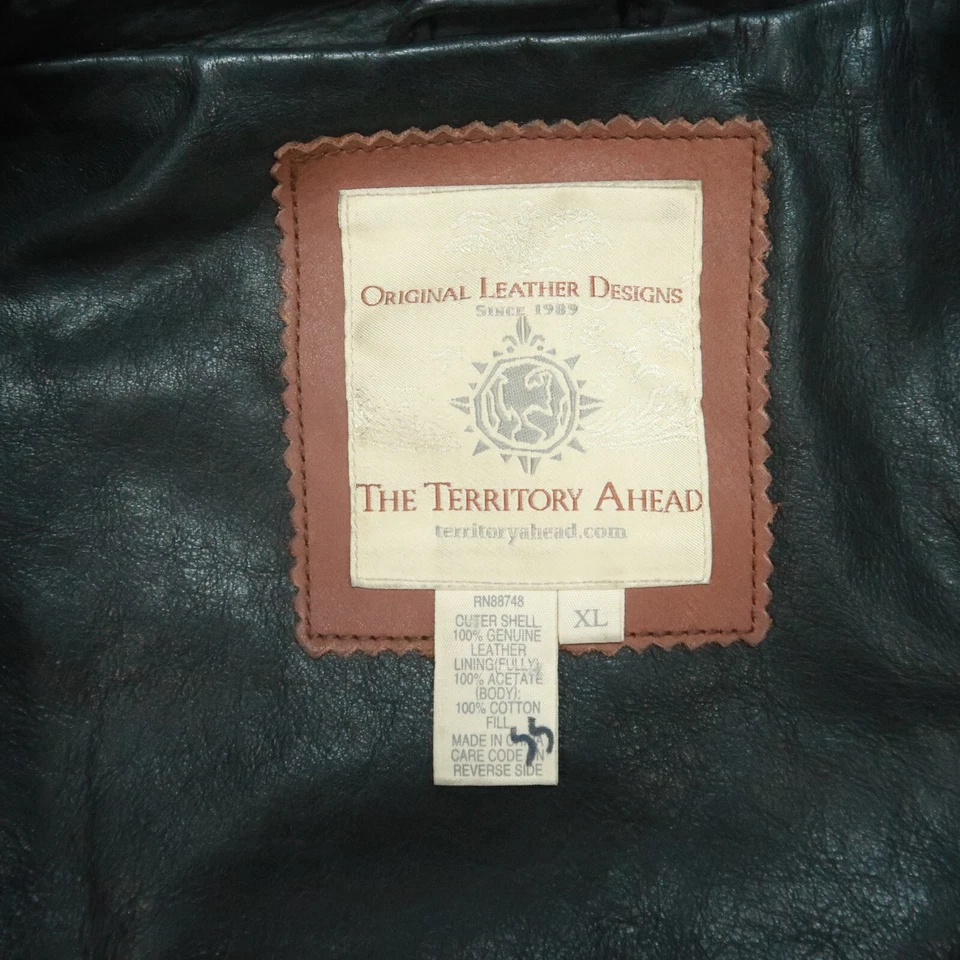 ORIGINAL LEATHER DESIGNS
SINCE 1989
THE TERRITORY AHEAD
territoryahead.com
RN88748
XL
OUTER SHELL
100% GENUINE
LEATHER
LINING(FULLY)
100% ACETATE
(BODY):
100% COTTON
FILL
MADE IN
CARE CODE
REVERSE SIDE